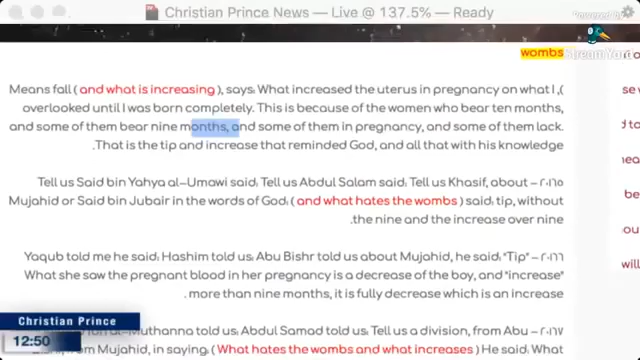 Christian Prince News — Live @ 137.5% — Ready
Powered by
StreamYard
wombs
Means fall (and what is increasing), says: What increased the uterus in pregnancy on what I, ),
overlooked until I was born completely. This is because of the women who bear ten months,
and some of them bear nine months, and some of them in pregnancy, and some of them lack.
.That is the tip and increase that reminded God, and all that with his knowledge
Tell us Said bin Yahya al-Umawi said: Tell us Abdul Salam said: Tell us Khasif, about – ٢٠١٦٥
Mujahid or Said bin Jubair in the words of God: (and what hates the wombs) said: tip, without
.the nine and the increase over nine
Yaqub told me he said: Hashim told us: Abu Bishr told us about Mujahid, he said: "Tip" – ٢٠١٦٦
What she saw the pregnant blood in her pregnancy is a decrease of the boy, and "increase"
.more than nine months, it is fully decrease which is an increase
al-Muthanna told us: Abdul Samad told us: Tell us a division, from Abu – ٢٠١٦٧
from Mujahid, in saying: (What hates the wombs and what increases) He said: What
Christian Prince
12:50
will